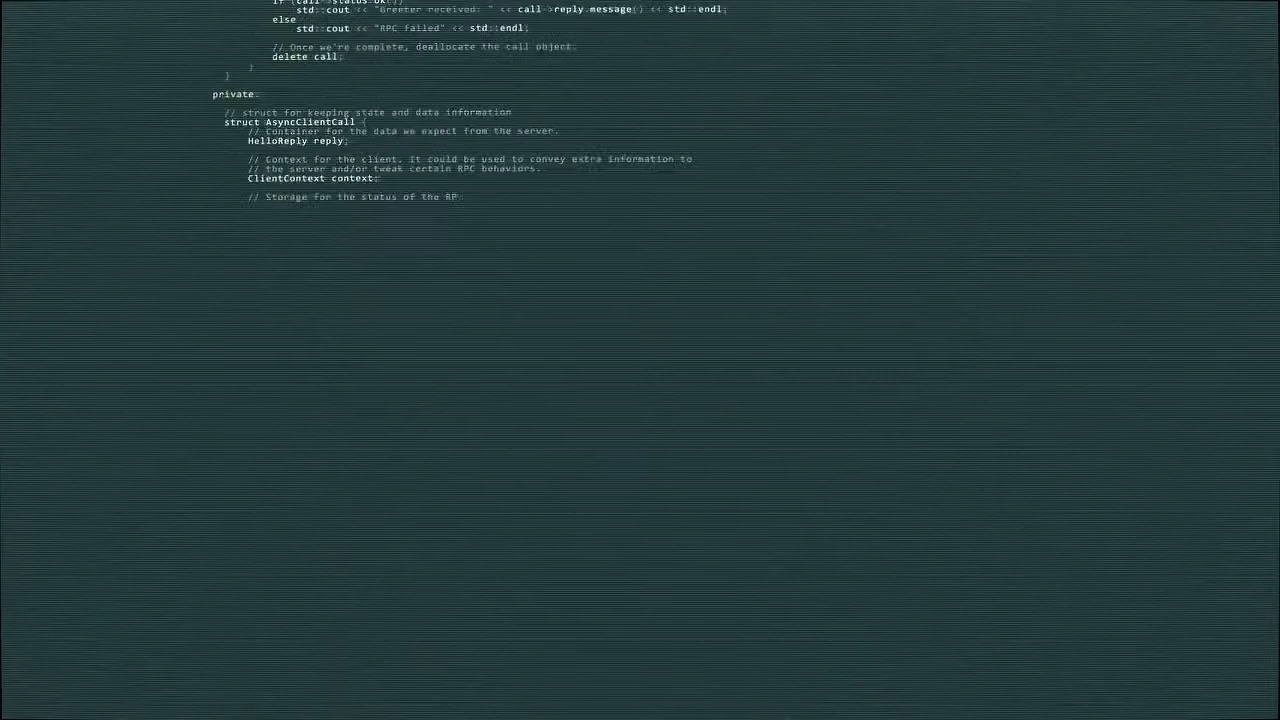 if (call->status.ok())
std::cout << "Greeter received: " << call->reply.message() << std::endl;
else
std::cout << "RPC failed" << std::endl;
// Once we're complete, deallocate the call object.
delete call;
}
}
private:
// struct for keeping state and data information
struct AsyncClientCall {
// Container for the data we expect from the server.
HelloReply reply;
// Context for the client. It could be used to convey extra information to
// the server and/or tweak certain RPC behaviors.
ClientContext context;
// Storage for the status of the RP